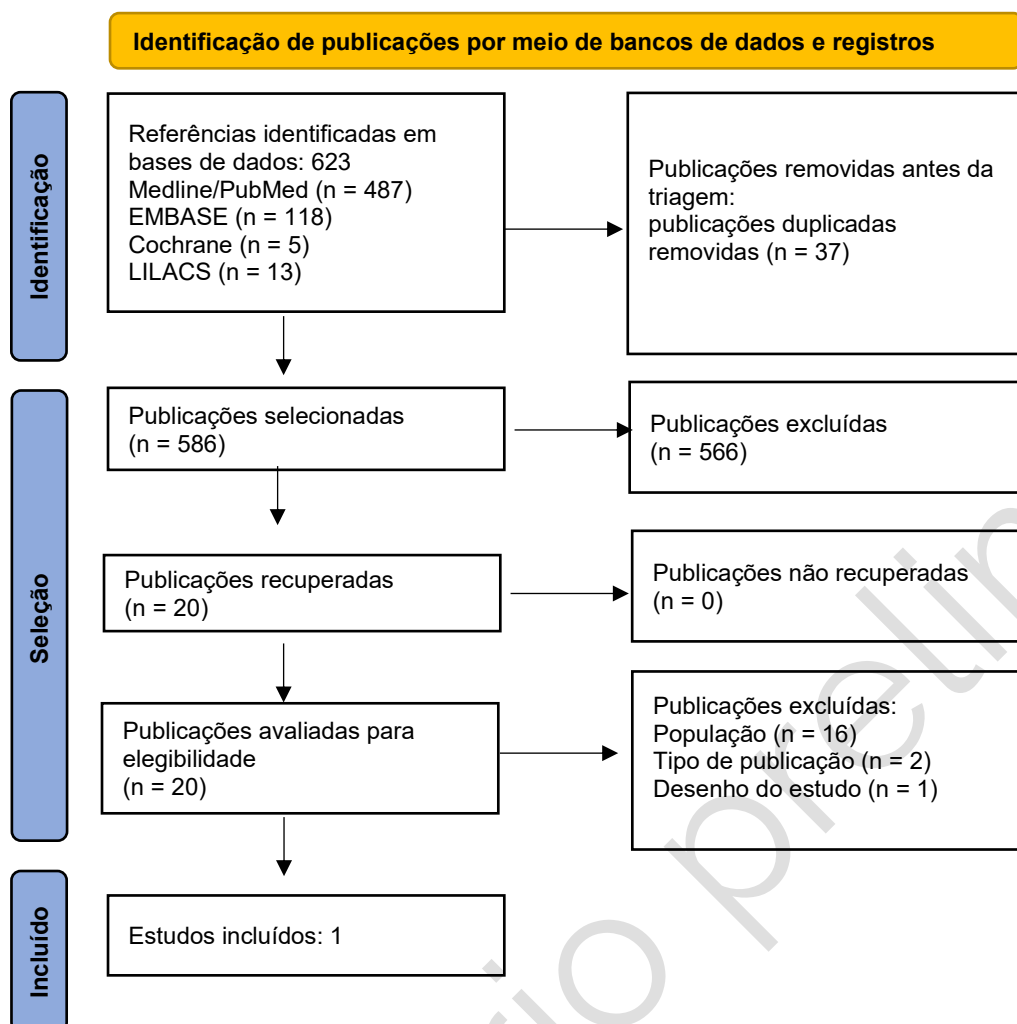 Identificação de publicações por meio de bancos de dados e registros
Identificação
Referências identificadas em
bases de dados: 623
Medline/PubMed (n = 487)
EMBASE (n = 118)
Cochrane (n = 5)
LILACS (n = 13)
Publicações removidas antes da
triagem:
publicações duplicadas
removidas (n = 37)
Seleção
Publicações selecionadas
(n = 586)
Publicações excluídas
(n = 566)
Publicações recuperadas
(n = 20)
Publicações não recuperadas
(n = 0)
Publicações avaliadas para
elegibilidade
(n = 20)
Publicações excluídas:
População (n = 16)
Tipo de publicação (n = 2)
Desenho do estudo (n = 1)
Incluído
Estudos incluídos: 1